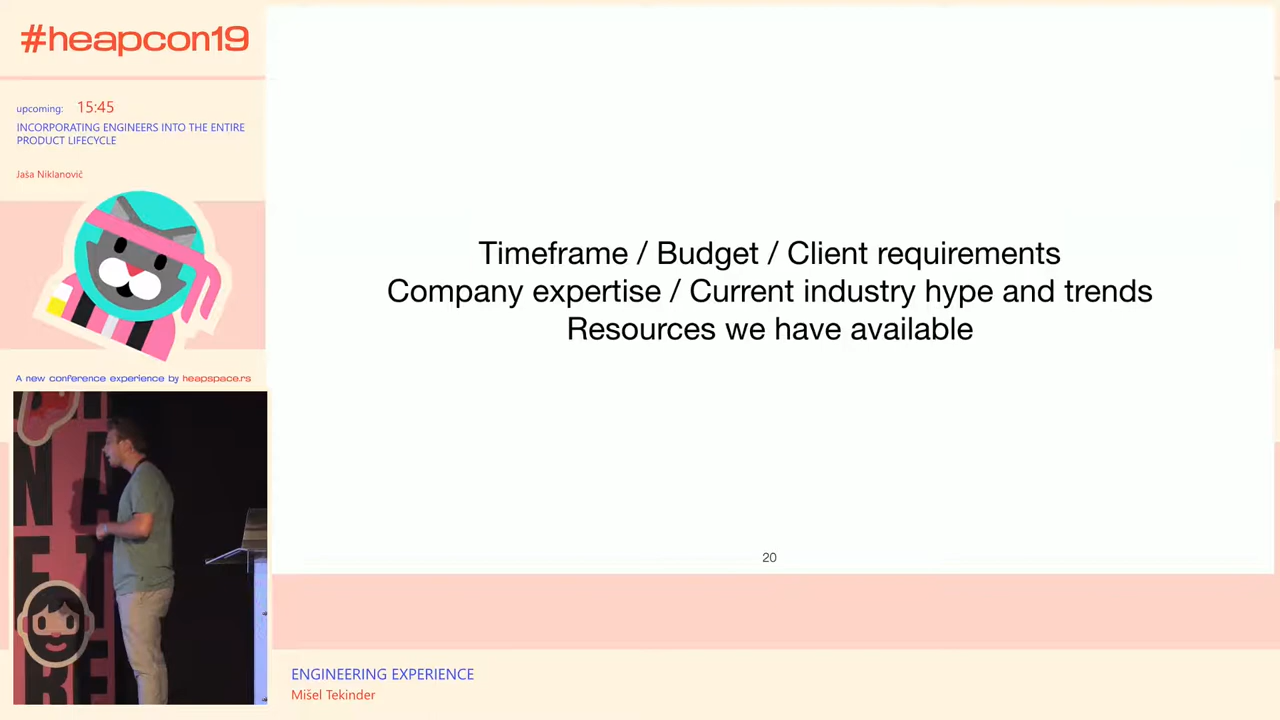 #heapcon19
upcoming: 15:45
INCORPORATING ENGINEERS INTO THE ENTIRE
PRODUCT LIFECYCLE
Jaša Niklanović
A new conference experience by heapspace.rs
Timeframe / Budget / Client requirements
Company expertise / Current industry hype and trends
Resources we have available
20
ENGINEERING EXPERIENCE
Mišel Tekinder